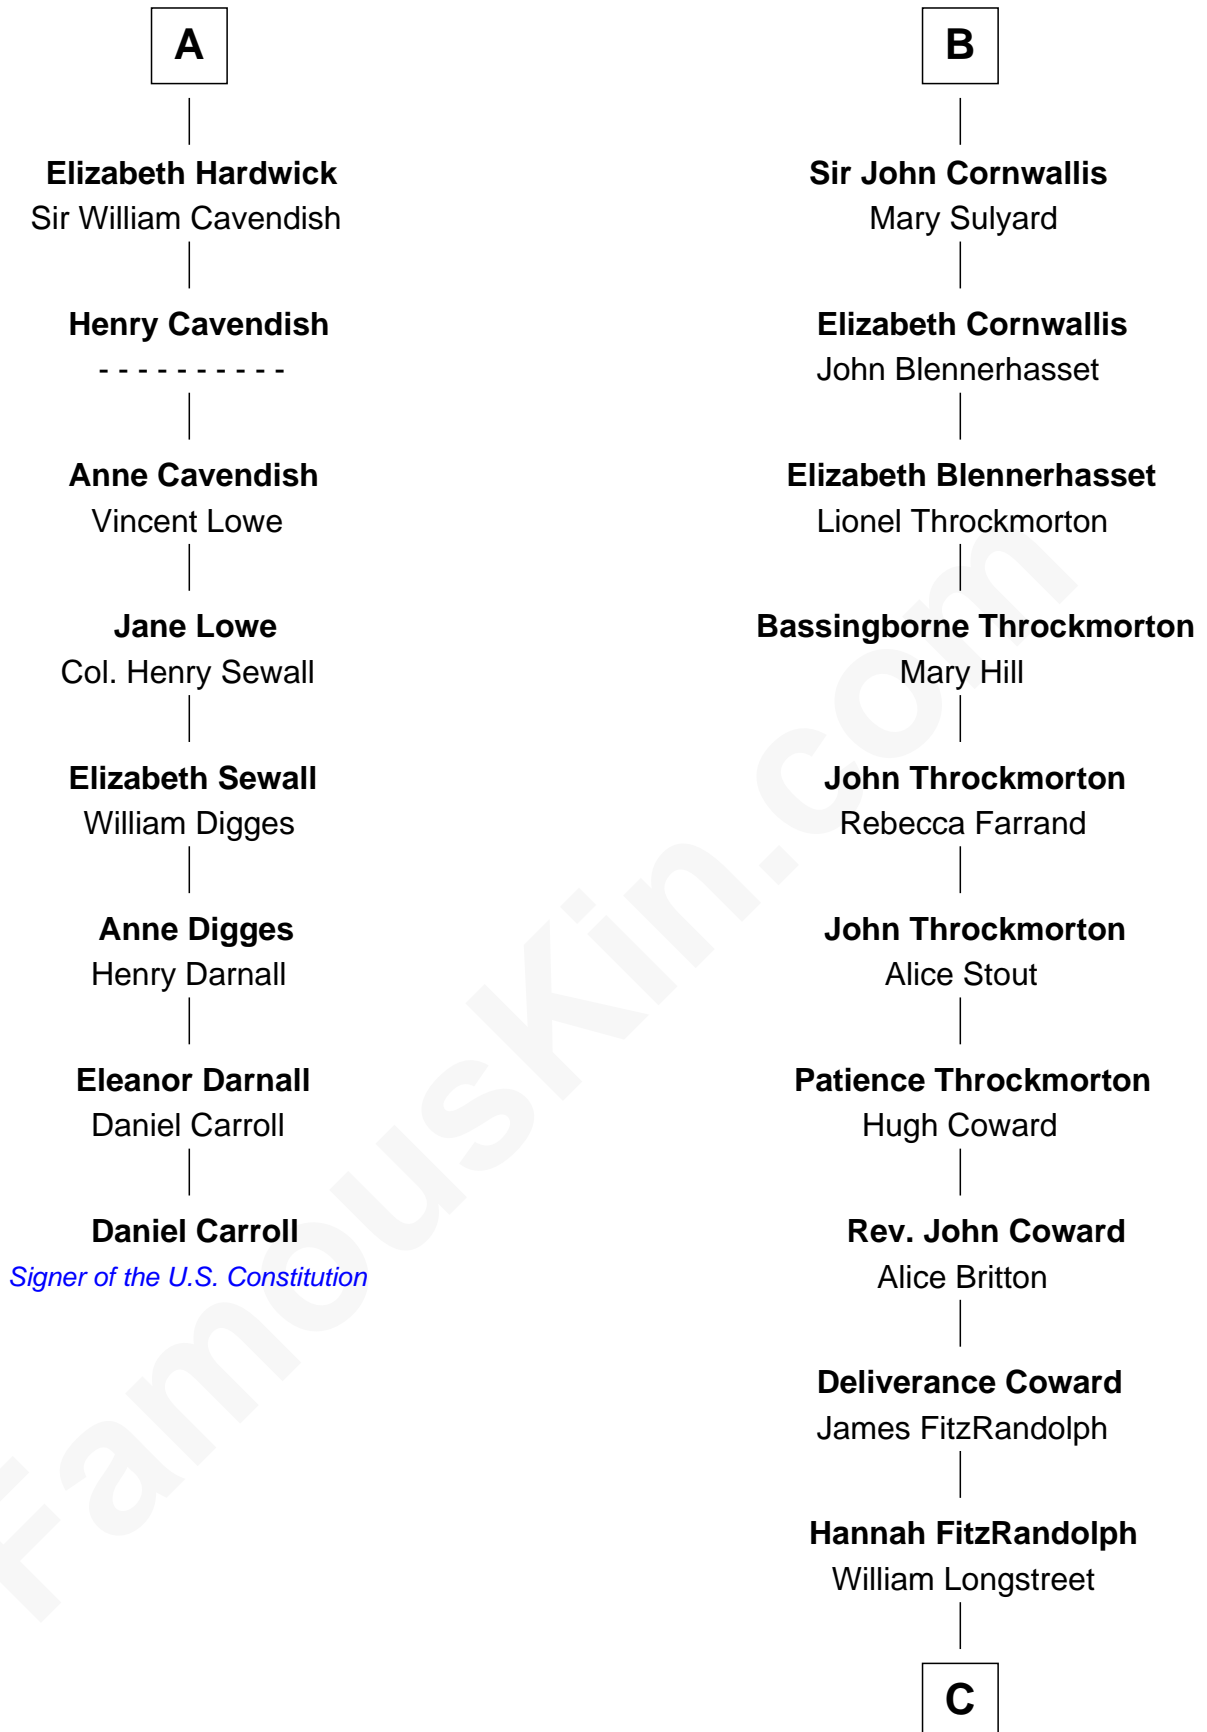 A
Elizabeth Hardwick
Sir William Cavendish
Henry Cavendish
- - - - - - - - - -
Anne Cavendish
Vincent Lowe
Jane Lowe
Col. Henry Sewall
Elizabeth Sewall
William Digges
Anne Digges
Henry Darnall
Eleanor Darnall
Daniel Carroll
Daniel Carroll
Signer of the U.S. Constitution
B
Sir John Cornwallis
Mary Sulyard
Elizabeth Cornwallis
John Blennerhasset
Elizabeth Blennerhasset
Lionel Throckmorton
Bassingborne Throckmorton
Mary Hill
John Throckmorton
Rebecca Farrand
John Throckmorton
Alice Stout
Patience Throckmorton
Hugh Coward
Rev. John Coward
Alice Britton
Deliverance Coward
James FitzRandolph
Hannah FitzRandolph
William Longstreet
C
FamousKin.com